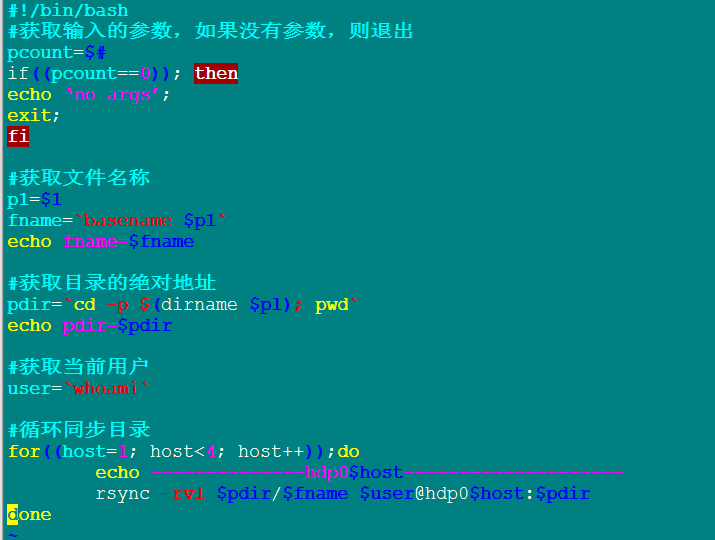 #!/bin/bash
#获取输入的参数，如果没有参数，则退出
pcount=$#
if((pcount==0)); then
echo 'no args';
exit;
fi
#获取文件名称
p1=$1
fname=`basename $p1`
echo fname=$fname
#获取目录的绝对地址
pdir=`cd -p $(dirname $p1); pwd`
echo pdir=$pdir
#获取当前用户
user=`whoami`
#循环同步目录
for((host=1; host<4; host++));do
        echo --------------hdp0$host--------------------
        rsync -rvl $pdir/$fname $user@hdp0$host:$pdir
done
~